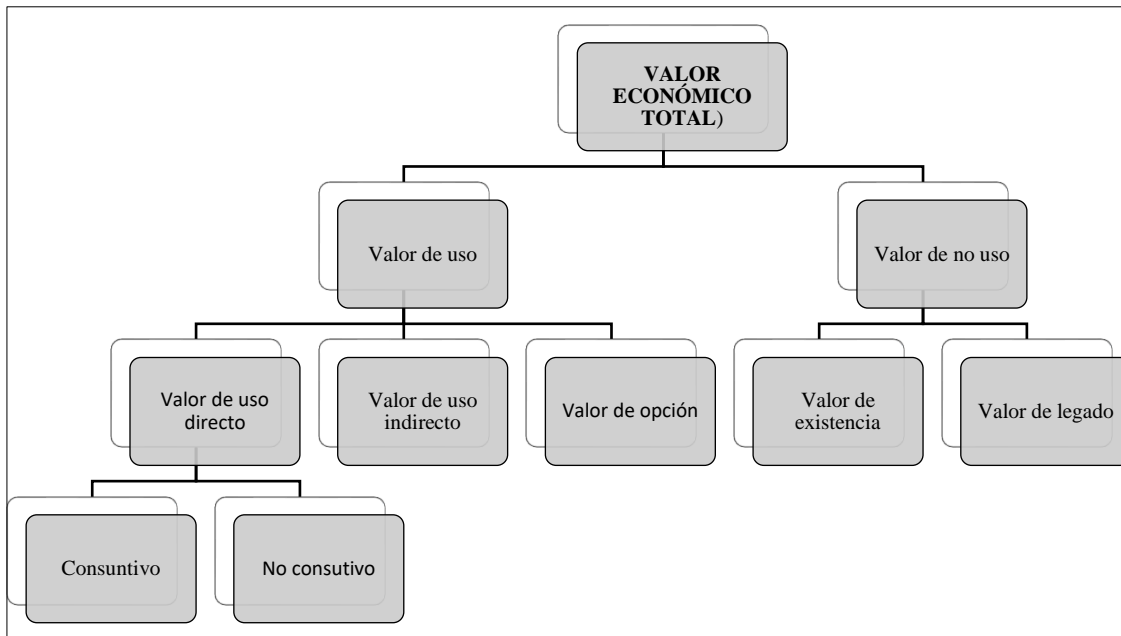 VALOR
ECONÓMICO
TOTAL)
Valor de uso
Valor de no uso
Valor de uso
directo
Valor de uso
indirecto
Valor de opción
Valor de
existencia
Valor de legado
Consuntivo
No consutivo